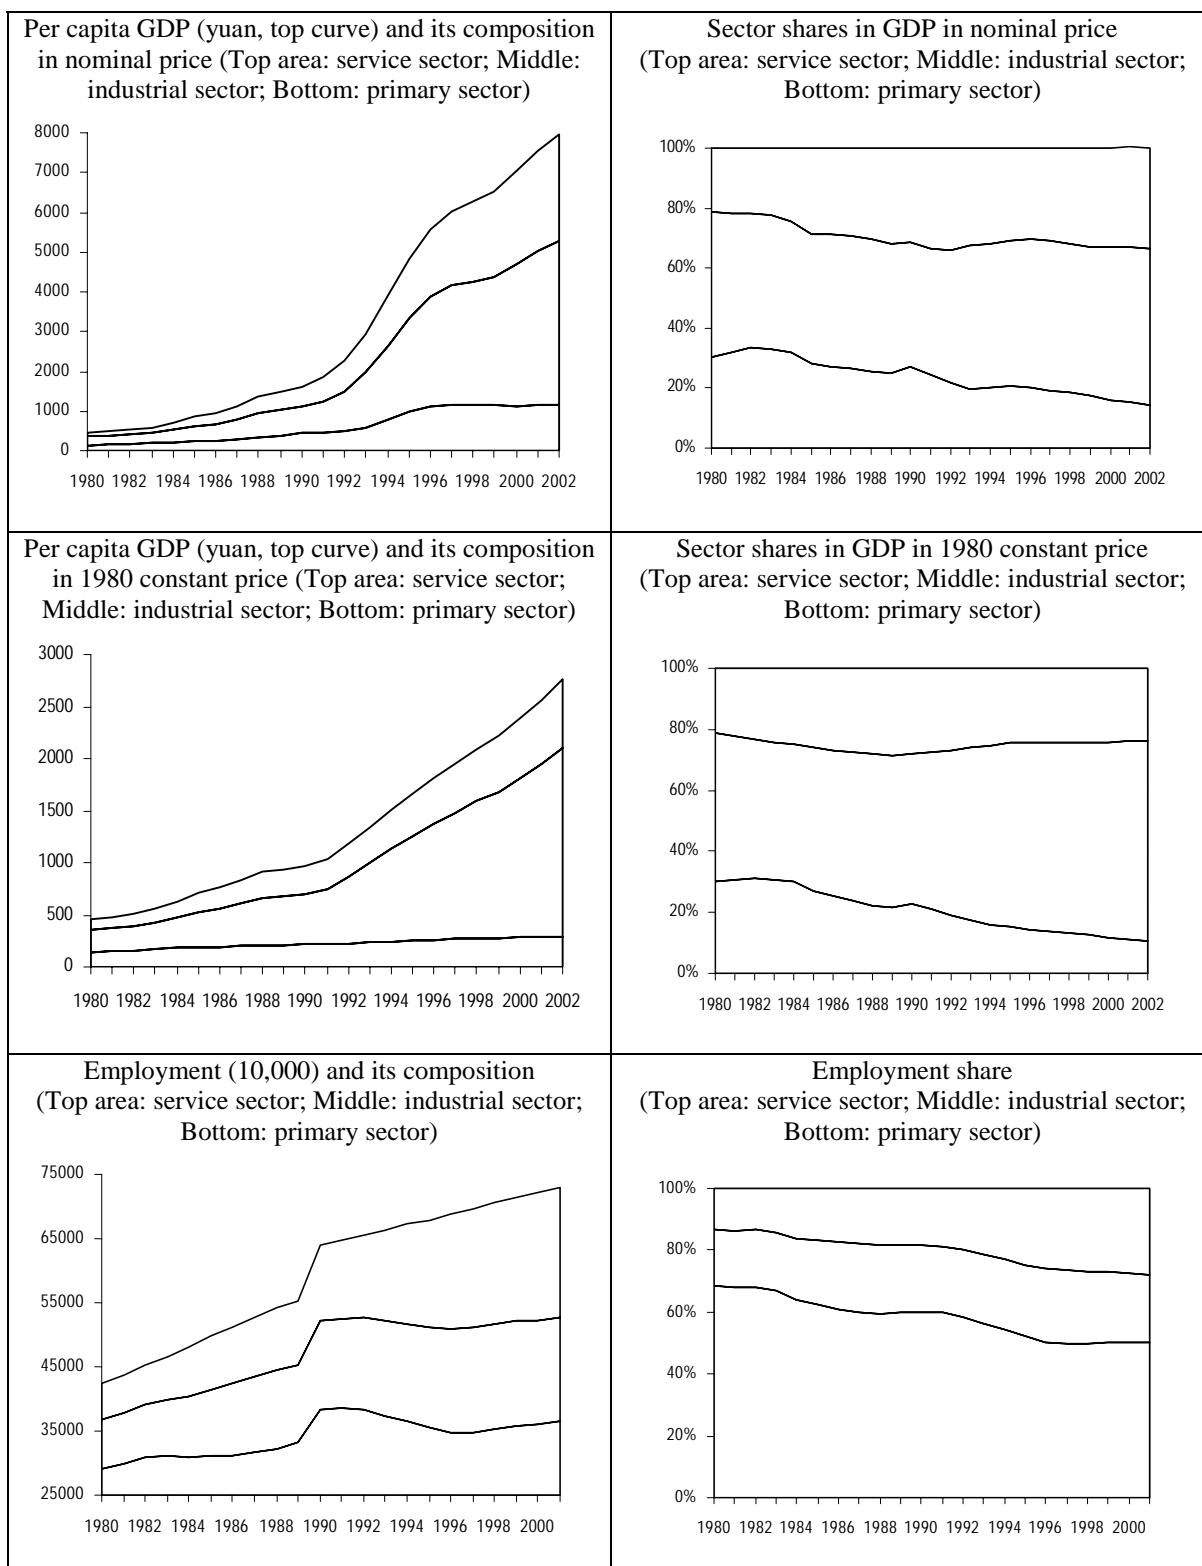 Per capita GDP (yuan, top curve) and its composition
in nominal price (Top area: service sector; Middle:
industrial sector; Bottom: primary sector)
8000
7000
6000
5000
4000
3000
2000
1000
0
1980 1982 1984 1986 1988 1990 1992 1994 1996 1998 2000 2002
Sector shares in GDP in nominal price
(Top area: service sector; Middle: industrial sector;
Bottom: primary sector)
100%
80%
60%
40%
20%
0%
1980 1982 1984 1986 1988 1990 1992 1994 1996 1998 2000 2002
Per capita GDP (yuan, top curve) and its composition
in 1980 constant price (Top area: service sector;
Middle: industrial sector; Bottom: primary sector)
3000
2500
2000
1500
1000
500
0
1980 1982 1984 1986 1988 1990 1992 1994 1996 1998 2000 2002
Sector shares in GDP in 1980 constant price
(Top area: service sector; Middle: industrial sector;
Bottom: primary sector)
100%
80%
60%
40%
20%
0%
1980 1982 1984 1986 1988 1990 1992 1994 1996 1998 2000 2002
Employment (10,000) and its composition
(Top area: service sector; Middle: industrial sector;
Bottom: primary sector)
75000
65000
55000
45000
35000
25000
1980 1982 1984 1986 1988 1990 1992 1994 1996 1998 2000
Employment share
(Top area: service sector; Middle: industrial sector;
Bottom: primary sector)
100%
80%
60%
40%
20%
0%
1980 1982 1984 1986 1988 1990 1992 1994 1996 1998 2000